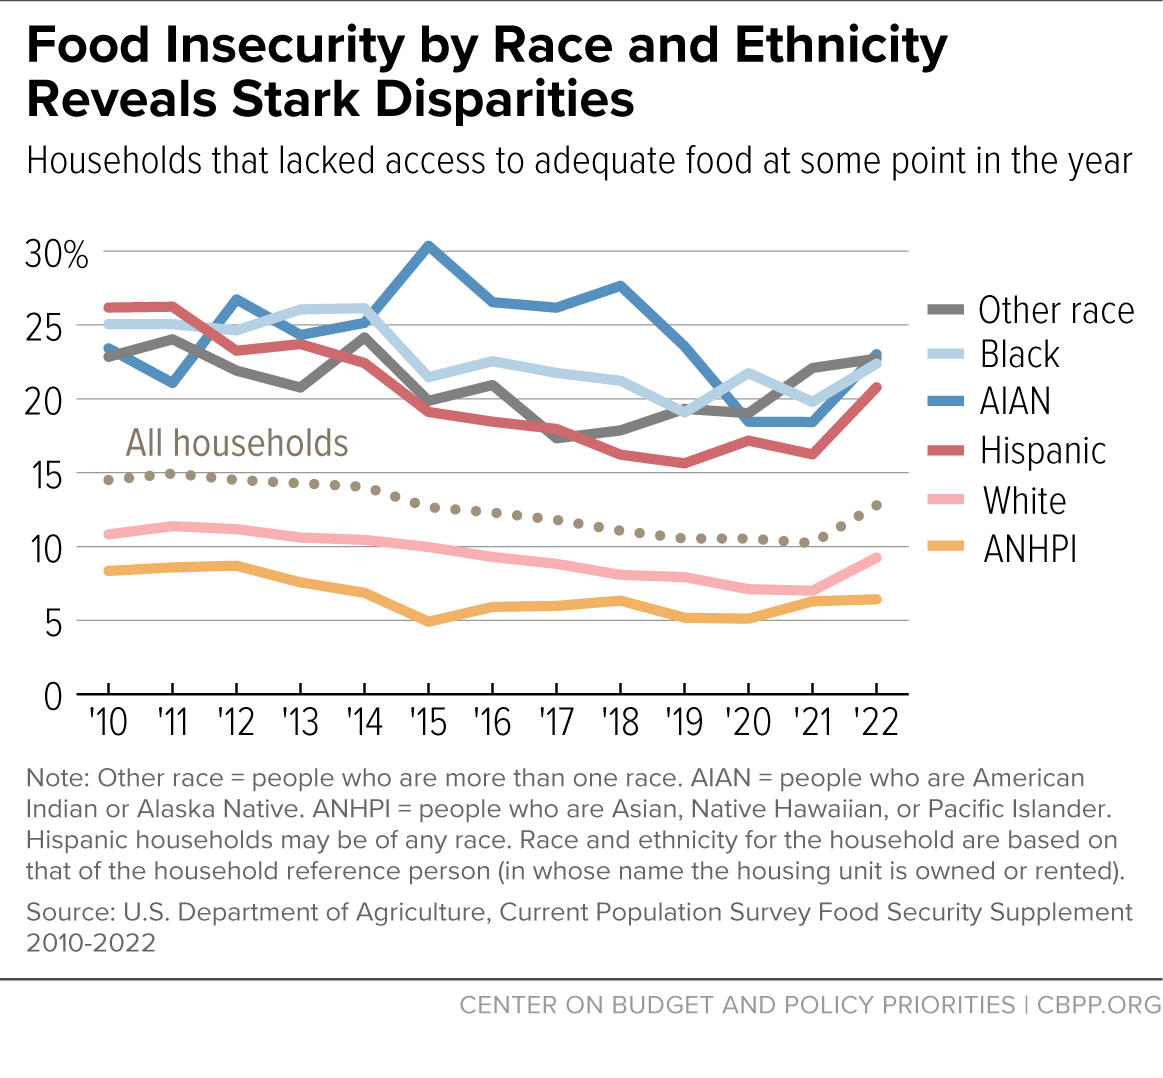 Food Insecurity by Race and Ethnicity
Reveals Stark Disparities
Households that lacked access to adequate food at some point in the year
30%
25
20
15
10
5
0
All households
'10 '11 '12 '13 '14 '15 '16 '17 '18 '19 '20 '21 '22
Other race
Black
AIAN
Hispanic
White
ANHPI
Note: Other race = people who are more than one race. AIAN = people who are American
Indian or Alaska Native. ANHPI = people who are Asian, Native Hawaiian, or Pacific Islander.
Hispanic households may be of any race. Race and ethnicity for the household are based on
that of the household reference person (in whose name the housing unit is owned or rented).
Source: U.S. Department of Agriculture, Current Population Survey Food Security Supplement
2010-2022
CENTER ON BUDGET AND POLICY PRIORITIES | CBPP.ORG